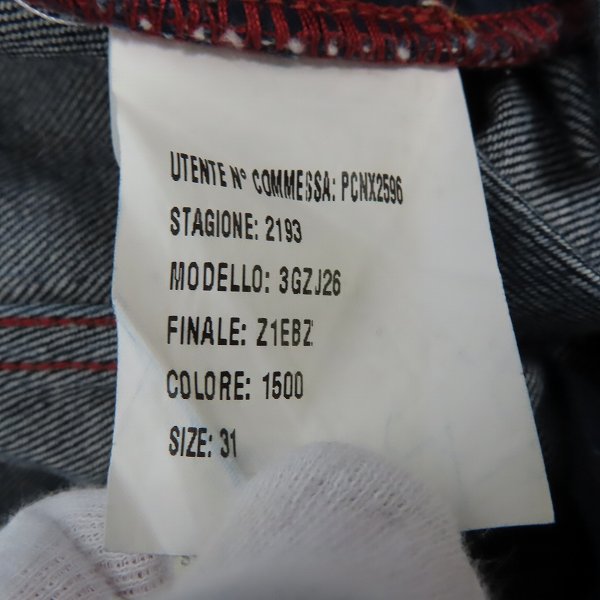 UTENTE N° COMMESSA: PCNX2596
STAGIONE: 2193
MODELLO: 3GZJ26
FINALE: Z1EBZ
COLORE: 1500
SIZE: 31